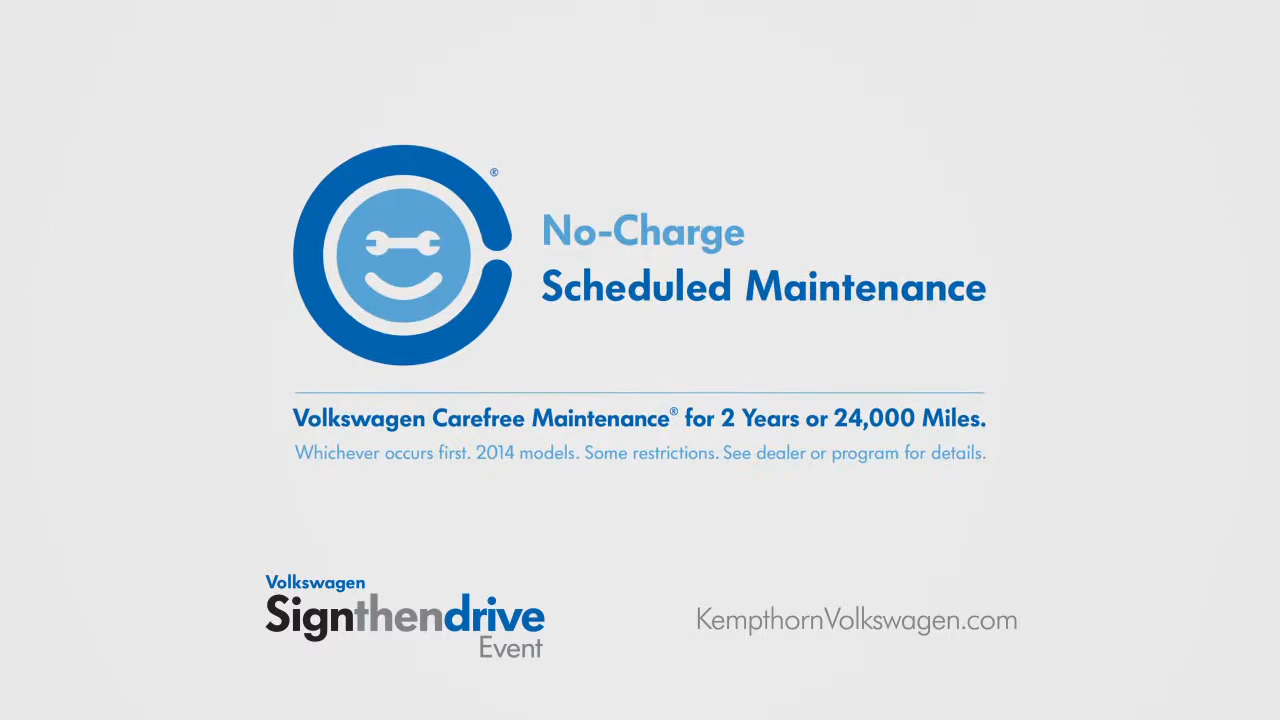 ®
No-Charge
Scheduled Maintenance
Volkswagen Carefree Maintenance® for 2 Years or 24,000 Miles.
Whichever occurs first. 2014 models. Some restrictions. See dealer or program for details.
Volkswagen
Signthendrive
Event
KempthornVolkswagen.com